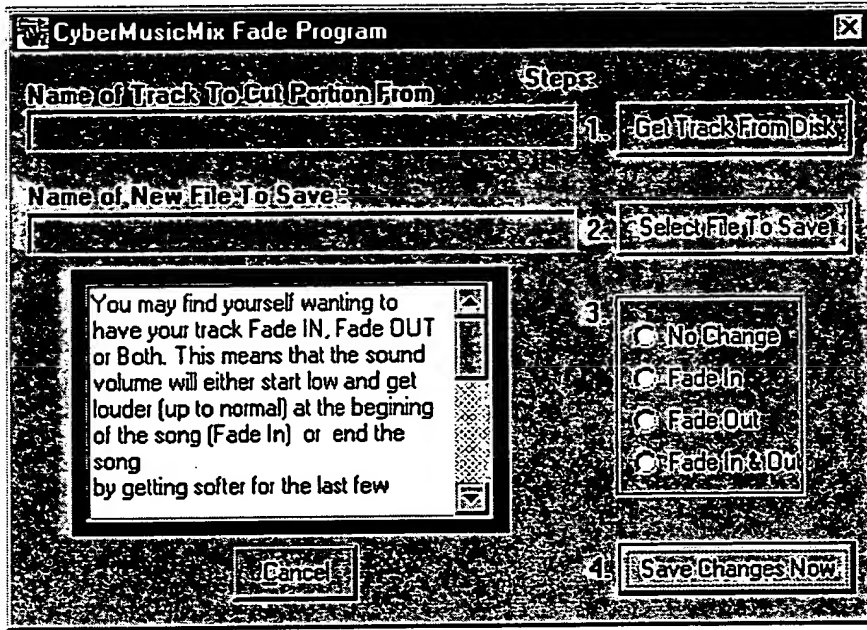 CyberMusicMix Fade Program
Steps:
Name of Track To Cut Portion From
1. Get Track From Disk
Name of New File To Save
2. Select File To Save
You may find yourself wanting to
have your track Fade IN, Fade OUT
or Both. This means that the sound
volume will either start low and get
louder (up to normal) at the begining
of the song (Fade In) or end the
song
by getting softer for the last few
3
No Change
Fade In
Fade Out
Fade In & Out
Cancel
4. Save Changes Now